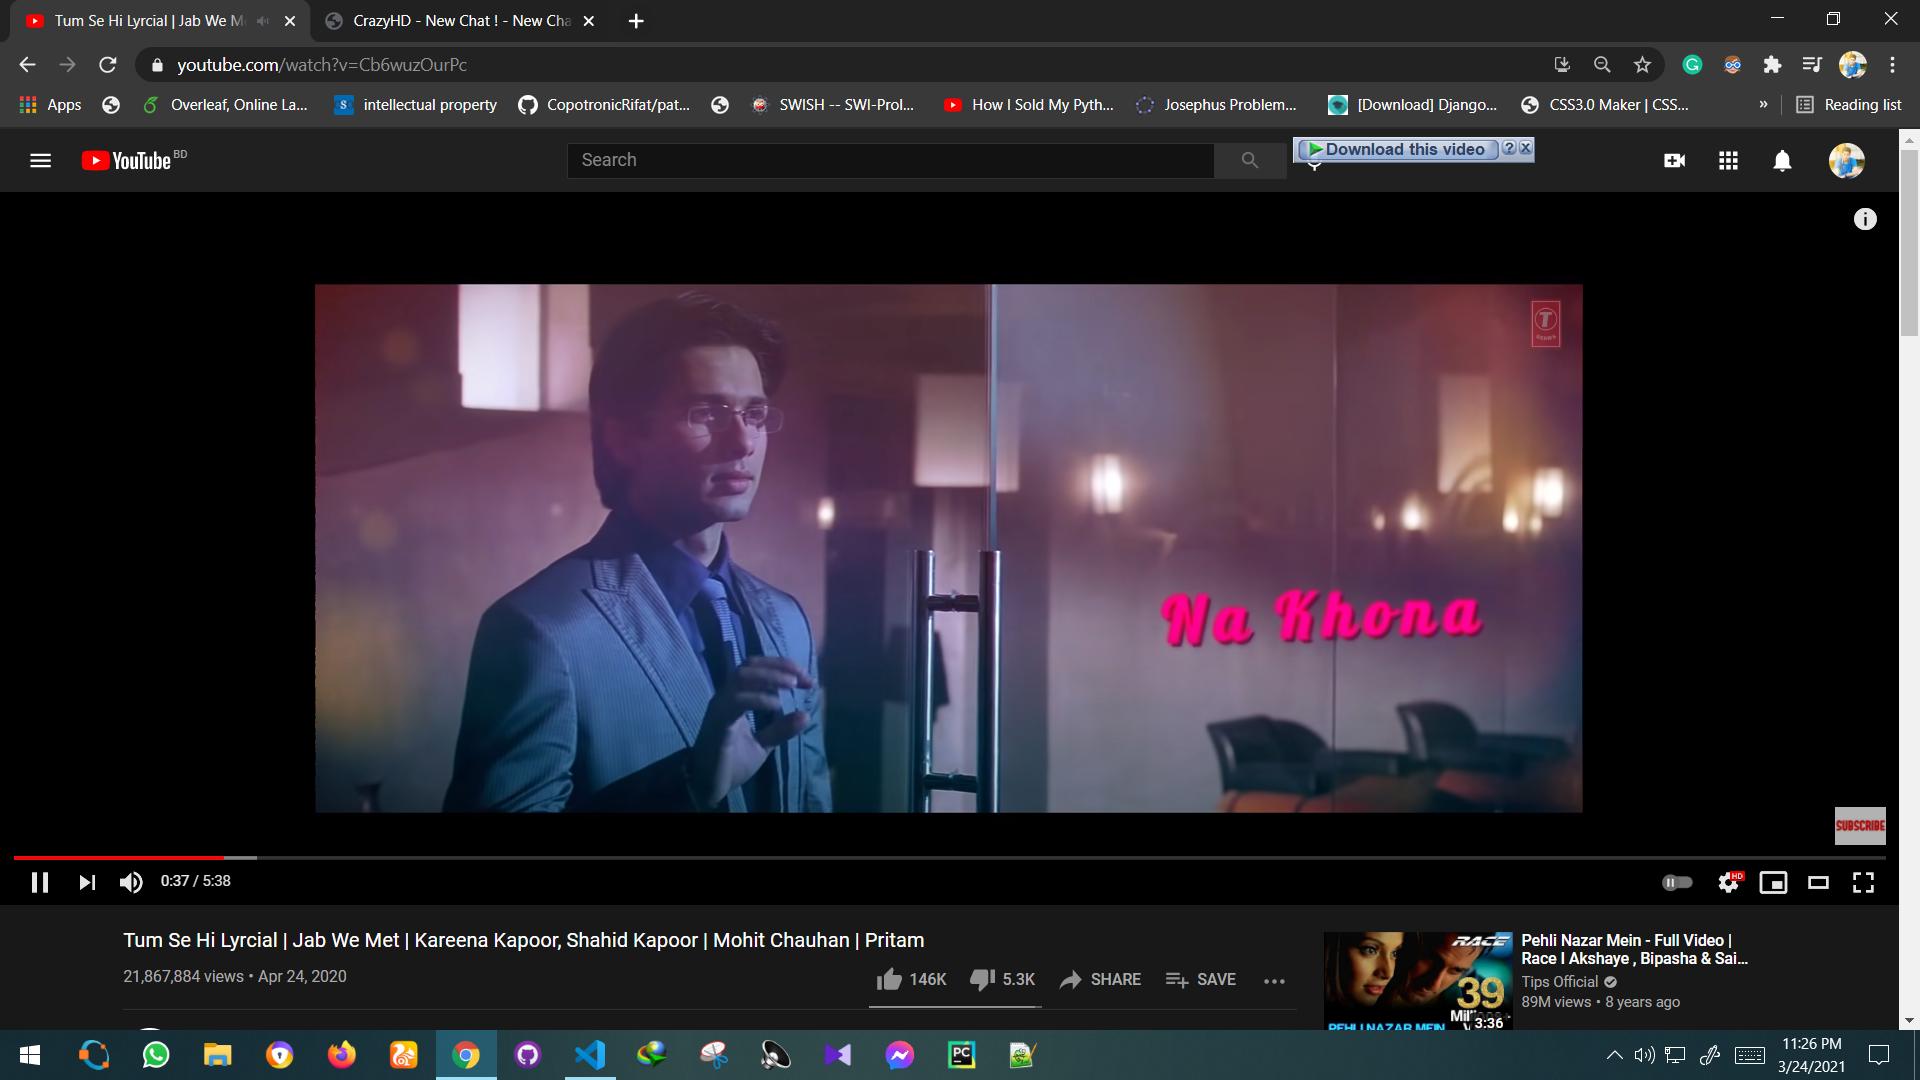 Tum Se Hi Lyrcial | Jab We M
CrazyHD - New Chat ! - New Cha
youtube.com/watch?v=Cb6wuzOurPc
Apps
Overleaf, Online La...
intellectual property
CopotronicRifat/pat...
SWISH -- SWI-Prol...
How I Sold My Pyth...
Josephus Problem...
[Download] Django...
CSS3.0 Maker | CSS...
»
Reading list
YouTube BD
Search
Download this video
T
SERIES
Na Khona
SUBSCRIBE
0:37 / 5:38
HD
Tum Se Hi Lyrcial | Jab We Met | Kareena Kapoor, Shahid Kapoor | Mohit Chauhan | Pritam
21,867,884 views • Apr 24, 2020
146K
5.3K
SHARE
SAVE
RACE
39
3:36
PEHLI NAZAR MEIN
Pehli Nazar Mein - Full Video |
Race I Akshaye , Bipasha & Sai...
Tips Official
89M views • 8 years ago
PC
11:26 PM
3/24/2021